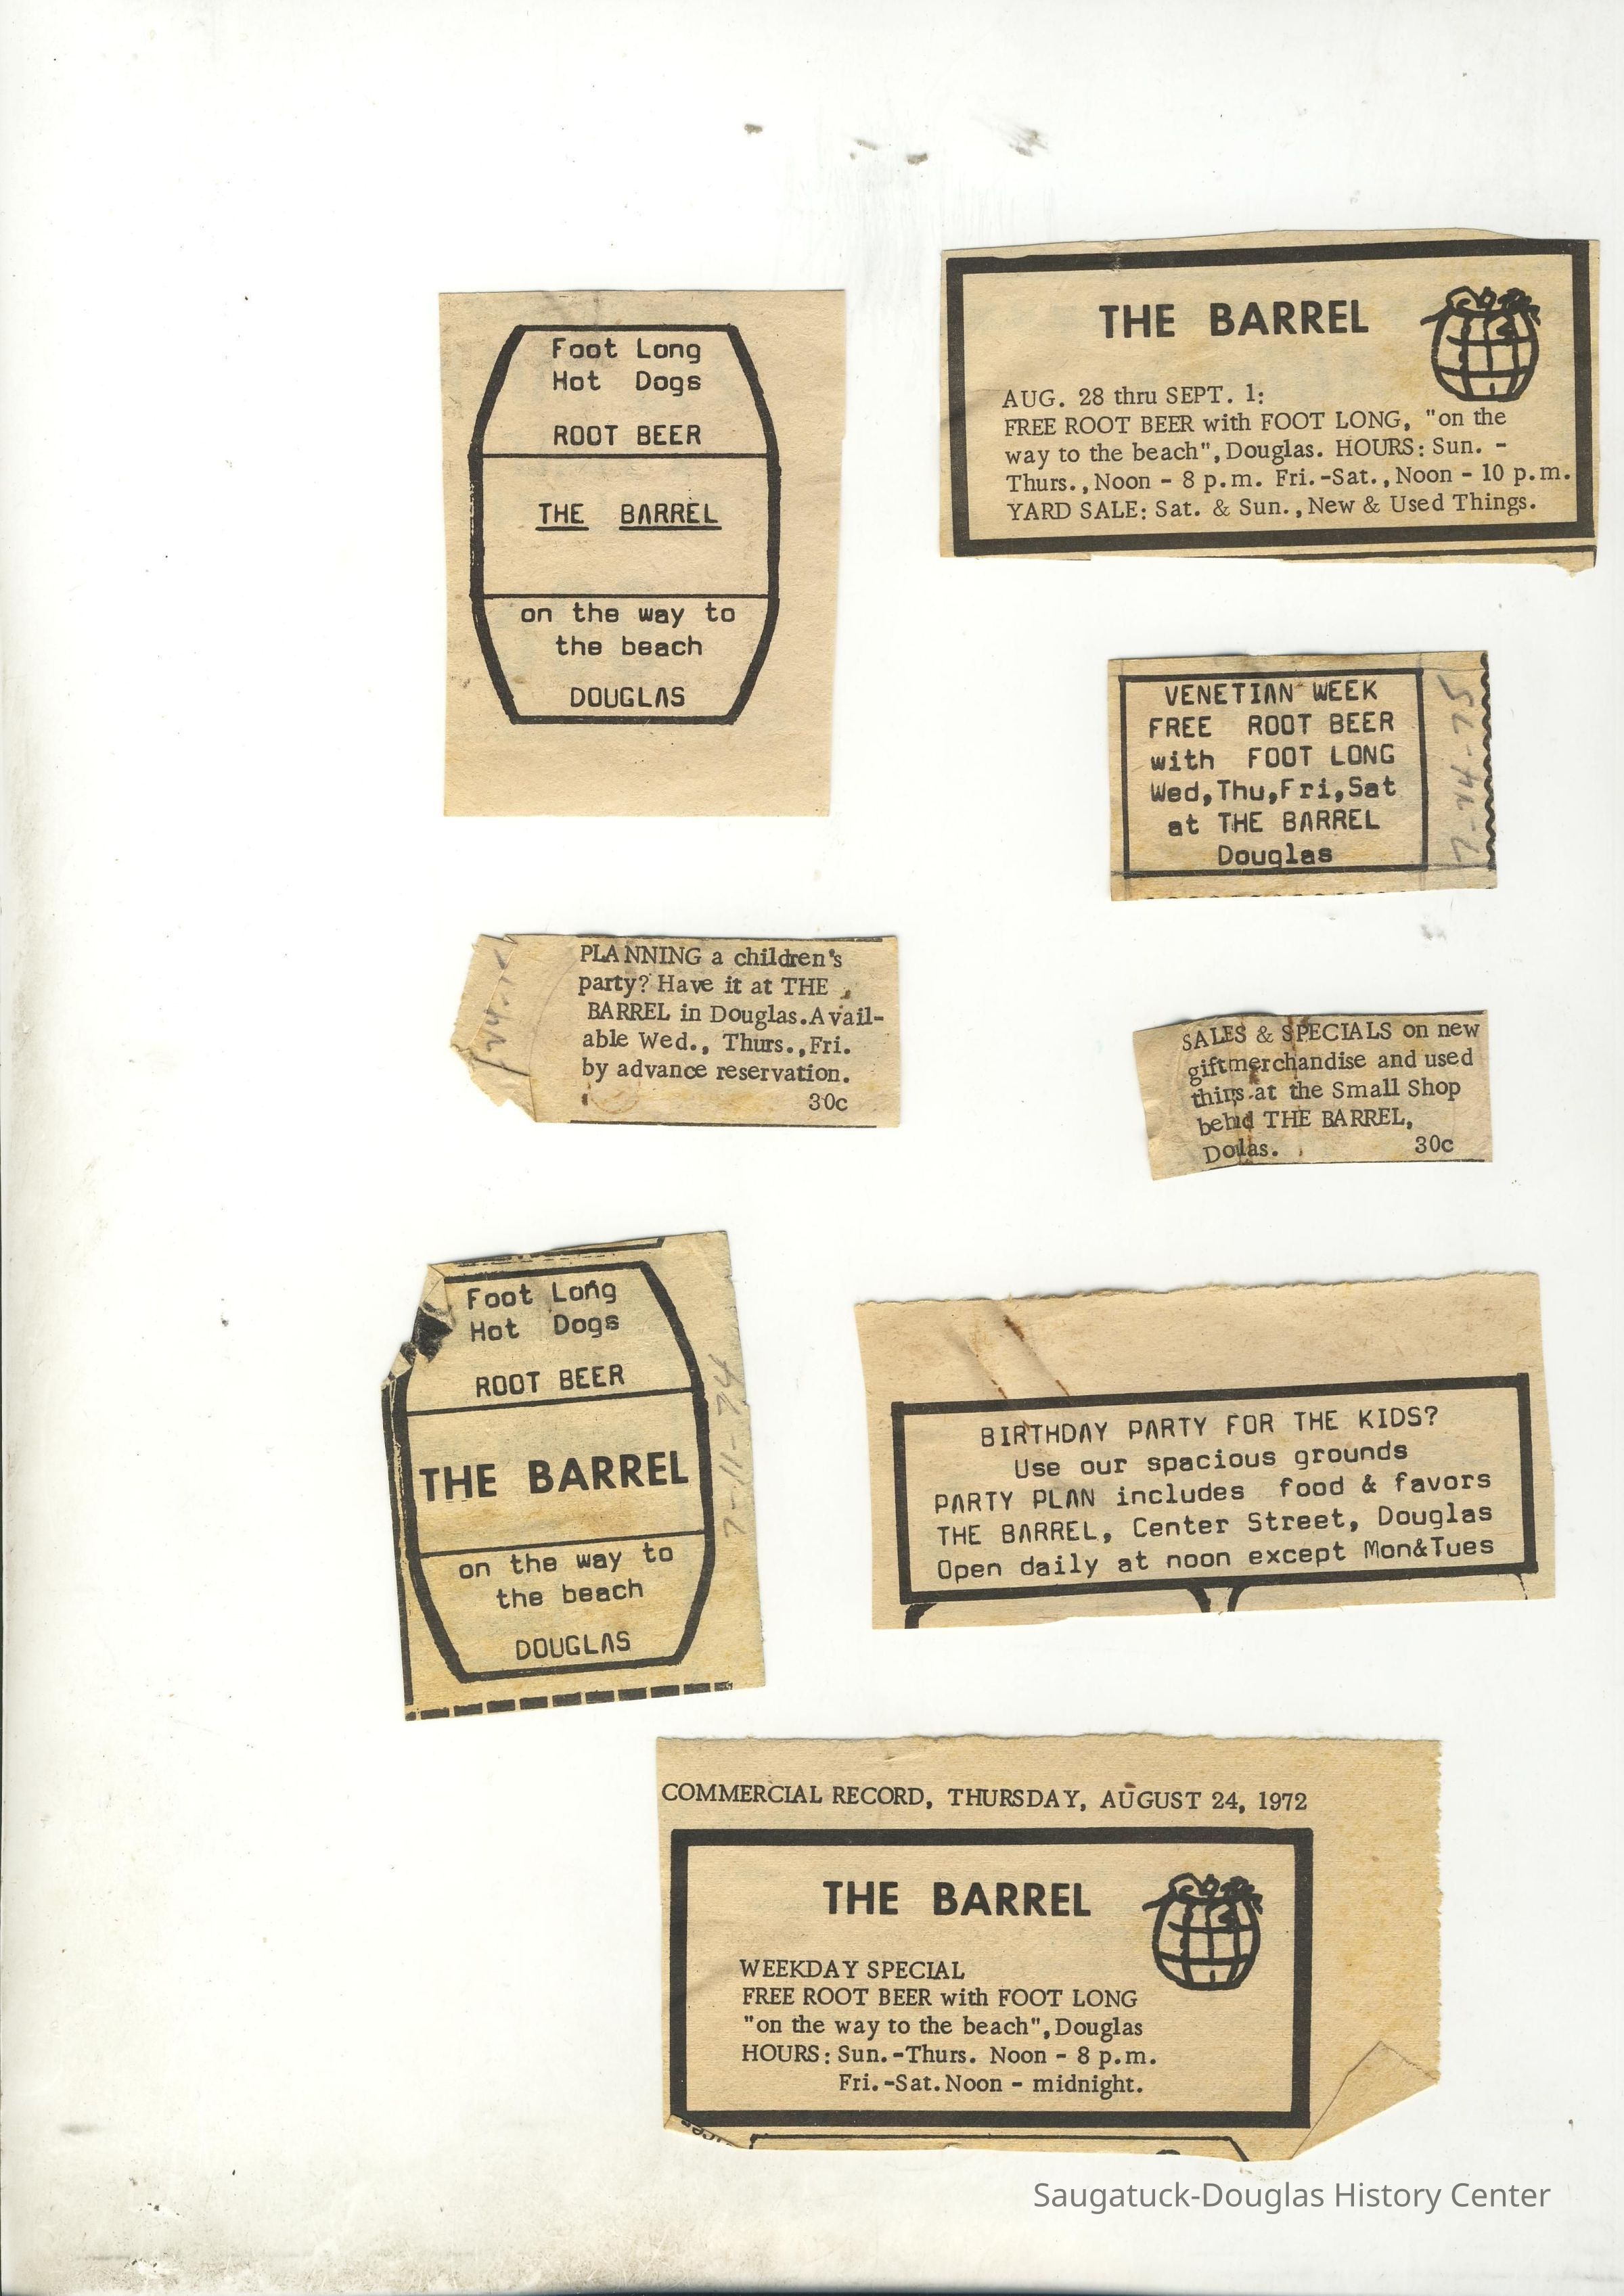 Foot Long
Hot Dogs
ROOT BEER
THE BARREL
on the way to
the beach
DOUGLAS
THE BARREL
AUG. 28 thru SEPT. 1:
FREE ROOT BEER with FOOT LONG, "on the
way to the beach", Douglas. HOURS: Sun. -
Thurs., Noon - 8 p.m. Fri.-Sat., Noon - 10 p.m.
YARD SALE: Sat. & Sun., New & Used Things.
VENETIAN WEEK
FREE ROOT BEER
with FOOT LONG
Wed,Thu,Fri,Sat
at THE BARREL
Douglas
7-24-75
PLANNING a children's
party? Have it at THE
BARREL in Douglas. Avail-
able Wed., Thurs., Fri.
by advance reservation.
30c
SALES & SPECIALS on new
giftmerchandise and used
at the Small Shop
THE BARREL,
30c
Foot Long
Hot Dogs
ROOT BEER
THE BARREL
on the way to
the beach
DOUGLAS
7-11-74
BIRTHDAY PARTY FOR THE KIDS?
Use our spacious grounds
PARTY PLAN includes food & favors
THE BARREL, Center Street, Douglas
Open daily at noon except Mon&Tues
COMMERCIAL RECORD, THURSDAY, AUGUST 24, 1972
THE BARREL
WEEKDAY SPECIAL
FREE ROOT BEER with FOOT LONG
"on the way to the beach", Douglas
HOURS: Sun.-Thurs. Noon - 8 p.m.
Fri.-Sat. Noon - midnight.
Saugatuck-Douglas History Center